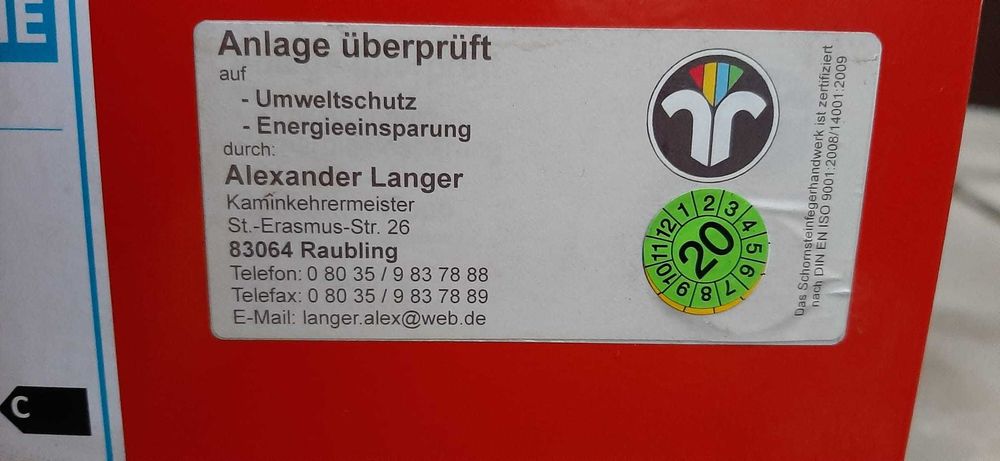 IE
Anlage überprüft
auf
- Umweltschutz
- Energieeinsparung
durch:
Alexander Langer
Kaminkehrermeister
St.-Erasmus-Str. 26
83064 Raubling
Telefon: 0 80 35 / 9 83 78 88
Telefax: 0 80 35 / 9 83 78 89
E-Mail: langer.alex@web.de
1 2 3 4 5 6 7 8 9 10 11 12
20
Das Schornsteinfegerhandwerk ist zertifiziert
nach DIN EN ISO 9001:2008/14001:2009
C